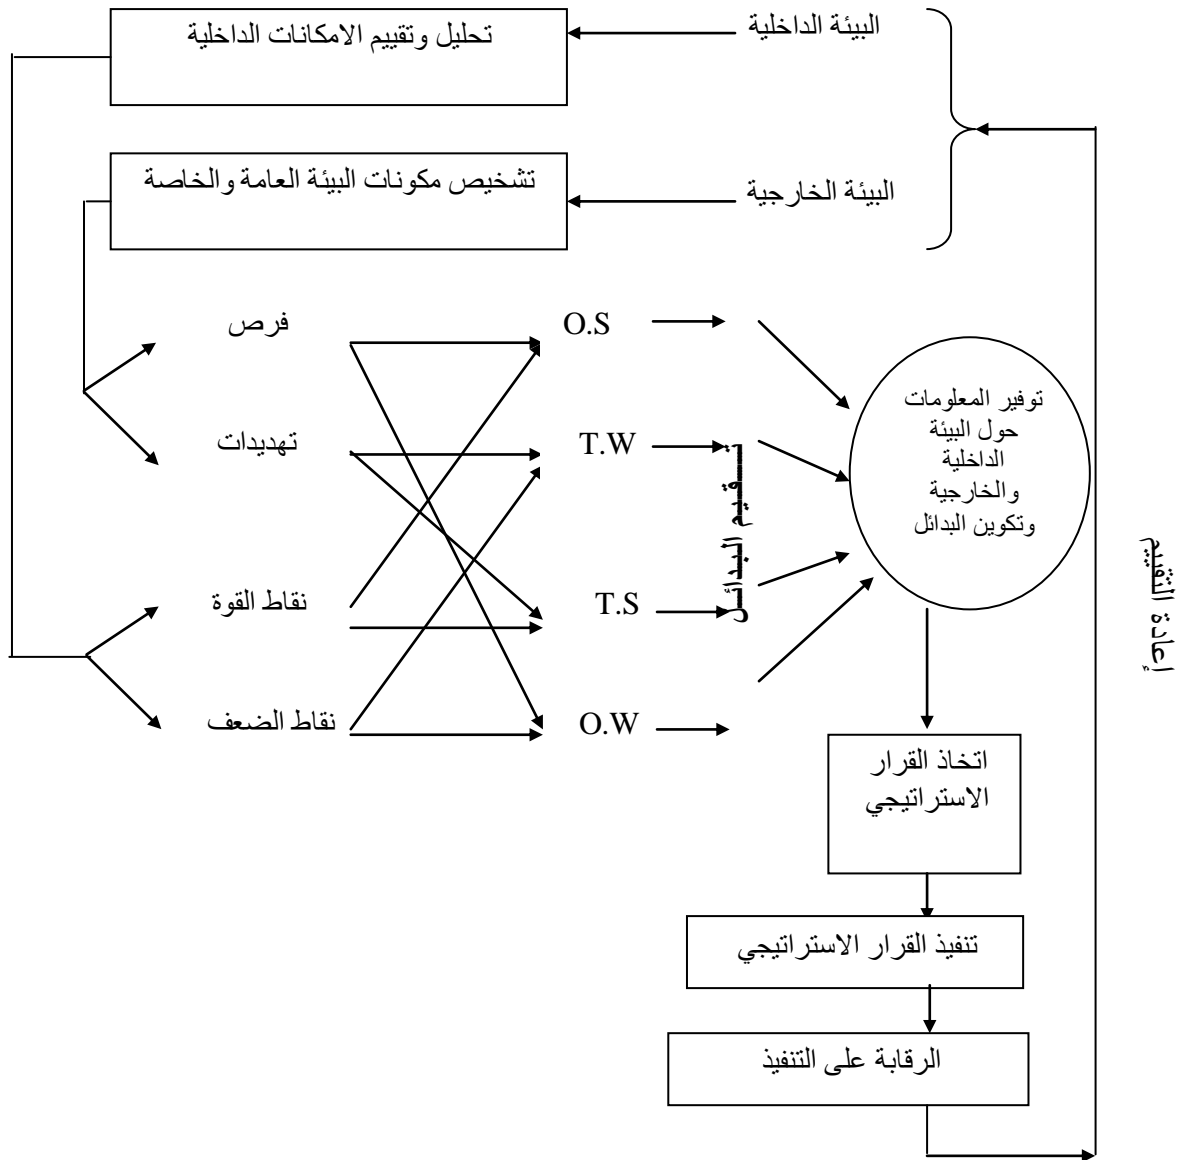 البيئة الداخلية
تحليل وتقييم الامكانات الداخلية
البيئة الخارجية
تشخيص مكونات البيئة العامة والخاصة
فرص
O.S
تهديدات
T.W
نقاط القوة
T.S
نقاط الضعف
O.W
تقييم البدائل
توفير المعلومات
حول البيئة
الداخلية
والخارجية
وتكوين البدائل
إعادة التقييم
اتخاذ القرار
الاستراتيجي
تنفيذ القرار الاستراتيجي
الرقابة على التنفيذ